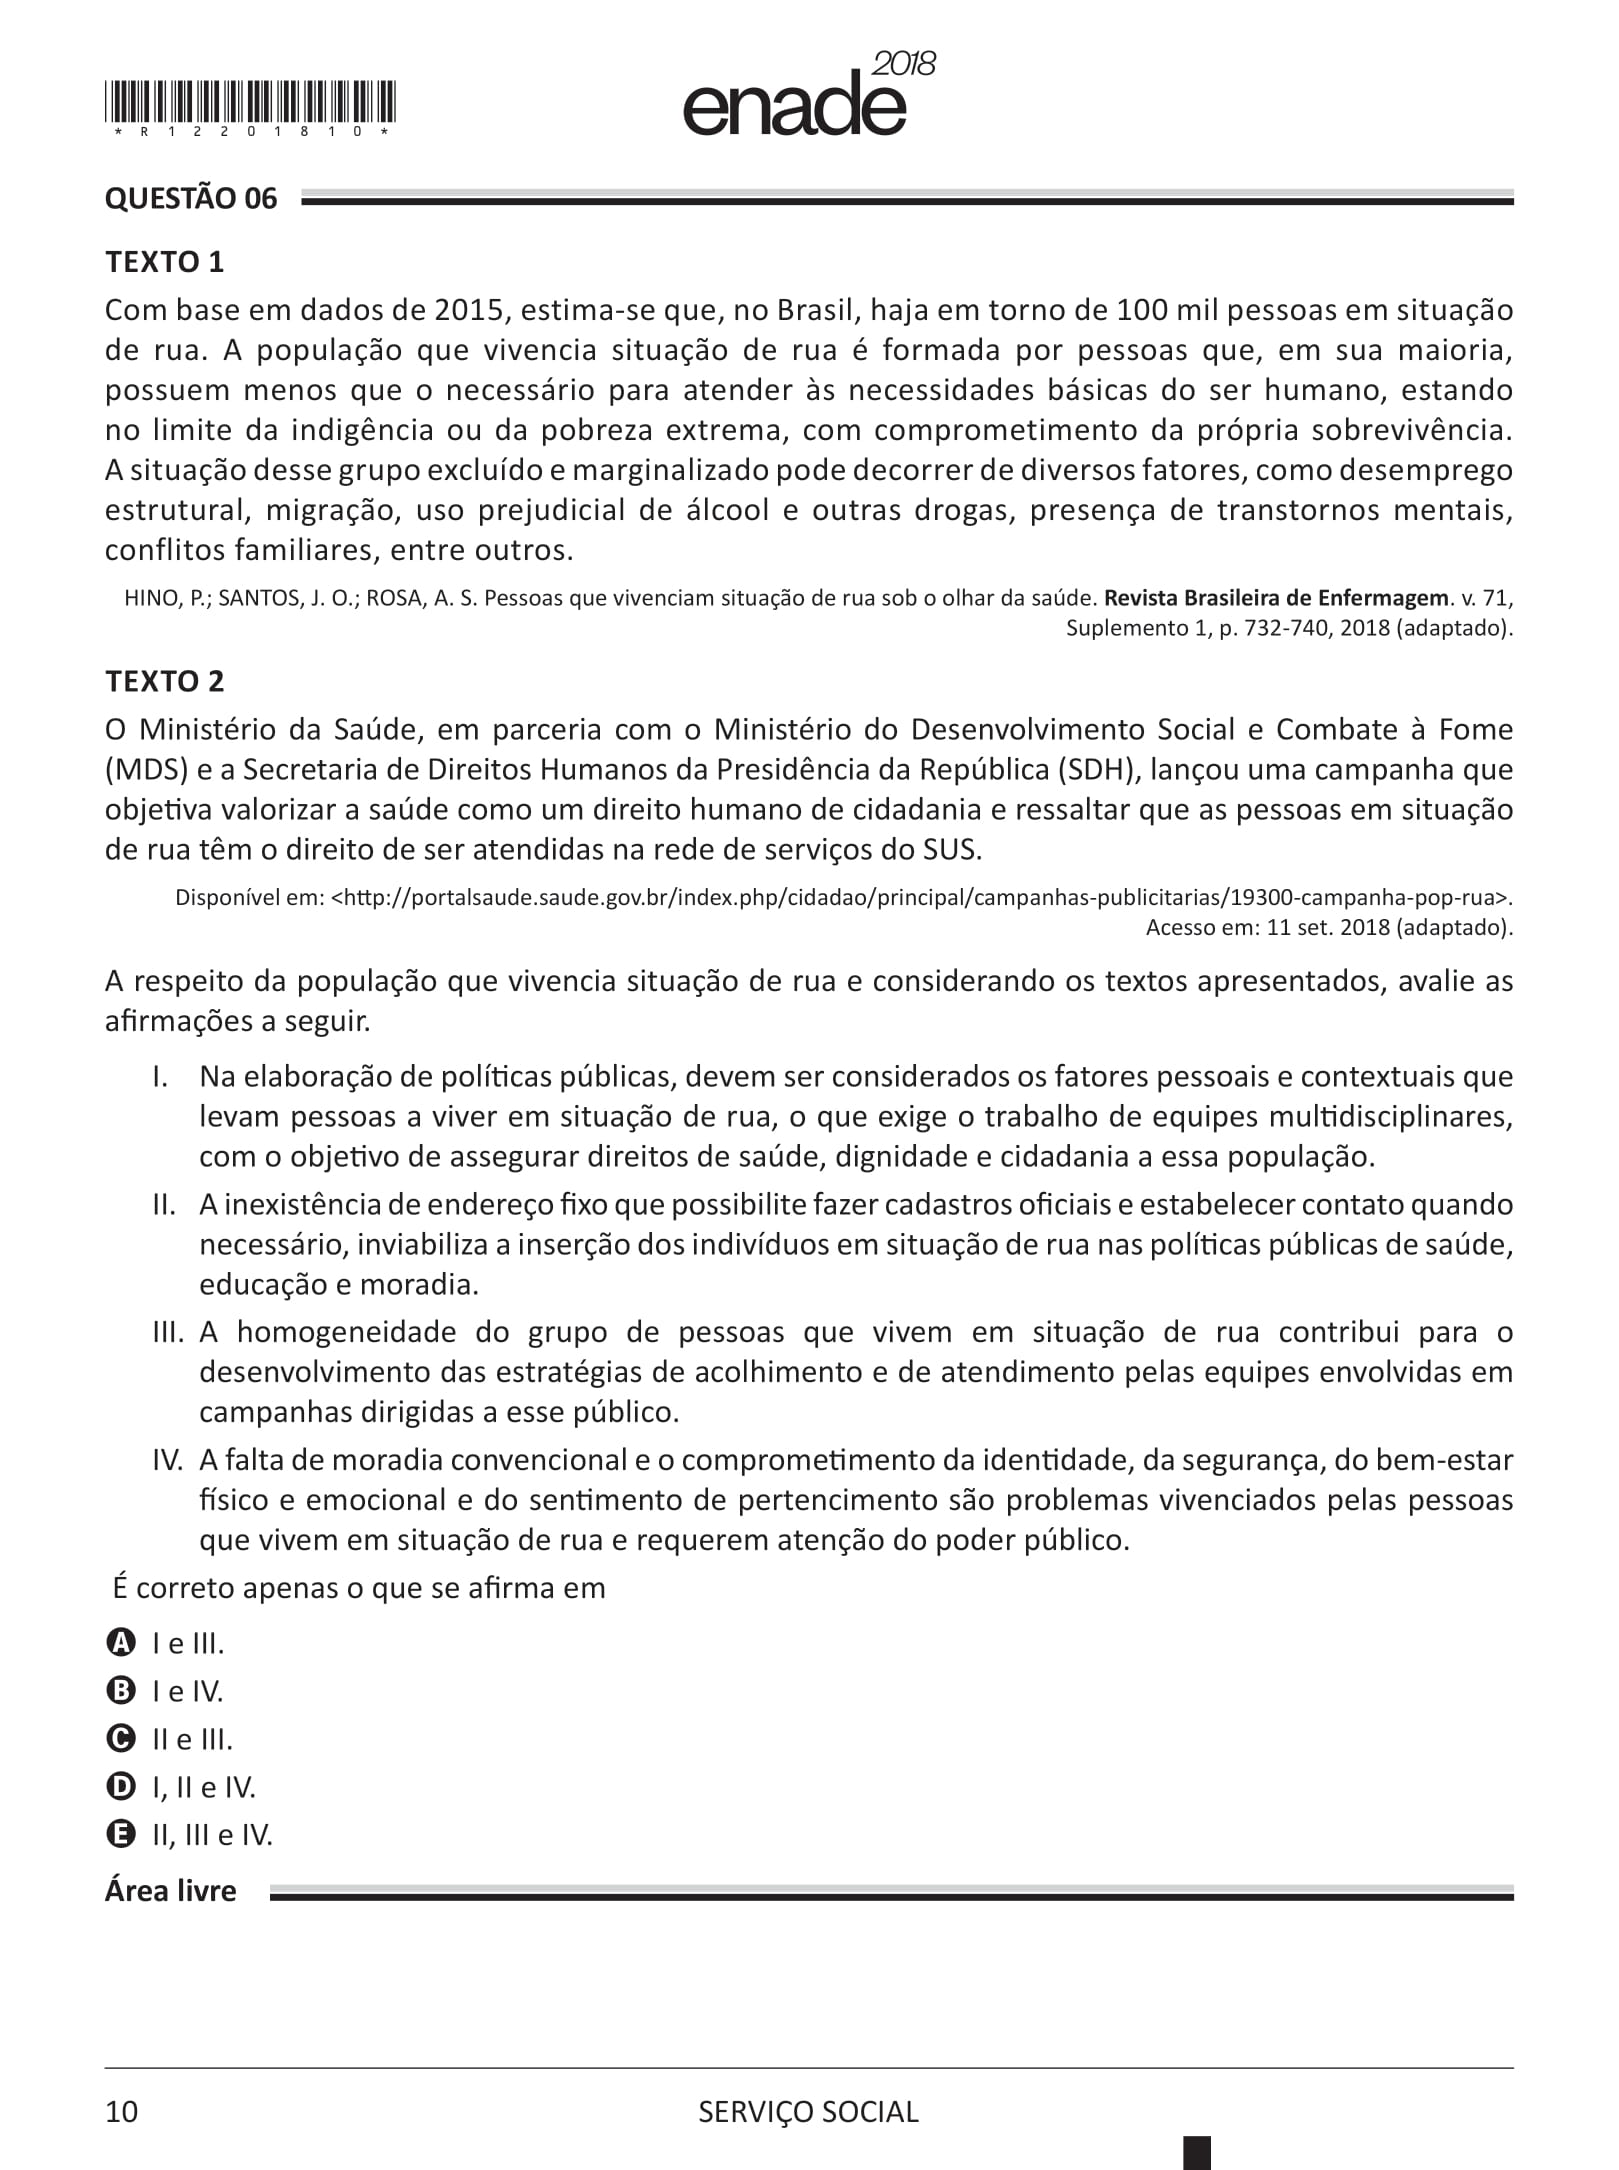 *R12201810*
enade 2018
QUESTÃO 06
TEXTO 1
Com base em dados de 2015, estima-se que, no Brasil, haja em torno de 100 mil pessoas em situação
de rua. A população que vivencia situação de rua é formada por pessoas que, em sua maioria,
possuem menos que o necessário para atender às necessidades básicas do ser humano, estando
no limite da indigência ou da pobreza extrema, com comprometimento da própria sobrevivência.
A situação desse grupo excluído e marginalizado pode decorrer de diversos fatores, como desemprego
estrutural, migração, uso prejudicial de álcool e outras drogas, presença de transtornos mentais,
conflitos familiares, entre outros.
HINO, P.; SANTOS, J. O.; ROSA, A. S. Pessoas que vivenciam situação de rua sob o olhar da saúde. Revista Brasileira de Enfermagem. v. 71,
Suplemento 1, p. 732-740, 2018 (adaptado).
TEXTO 2
O Ministério da Saúde, em parceria com o Ministério do Desenvolvimento Social e Combate à Fome
(MDS) e a Secretaria de Direitos Humanos da Presidência da República (SDH), lançou uma campanha que
objetiva valorizar a saúde como um direito humano de cidadania e ressaltar que as pessoas em situação
de rua têm o direito de ser atendidas na rede de serviços do SUS.
Disponível em: <http://portalsaude.saude.gov.br/index.php/cidadao/principal/campanhas-publicitarias/19300-campanha-pop-rua>.
Acesso em: 11 set. 2018 (adaptado).
A respeito da população que vivencia situação de rua e considerando os textos apresentados, avalie as
afirmações a seguir.
I. Na elaboração de políticas públicas, devem ser considerados os fatores pessoais e contextuais que
levam pessoas a viver em situação de rua, o que exige o trabalho de equipes multidisciplinares,
com o objetivo de assegurar direitos de saúde, dignidade e cidadania a essa população.
II. A inexistência de endereço fixo que possibilite fazer cadastros oficiais e estabelecer contato quando
necessário, inviabiliza a inserção dos indivíduos em situação de rua nas políticas públicas de saúde,
educação e moradia.
III. A homogeneidade do grupo de pessoas que vivem em situação de rua contribui para o
desenvolvimento das estratégias de acolhimento e de atendimento pelas equipes envolvidas em
campanhas dirigidas a esse público.
IV. A falta de moradia convencional e o comprometimento da identidade, da segurança, do bem-estar
físico e emocional e do sentimento de pertencimento são problemas vivenciados pelas pessoas
que vivem em situação de rua e requerem atenção do poder público.
É correto apenas o que se afirma em
A I e III.
B I e IV.
C II e III.
D I, II e IV.
E II, III e IV.
Área livre
10 SERVIÇO SOCIAL